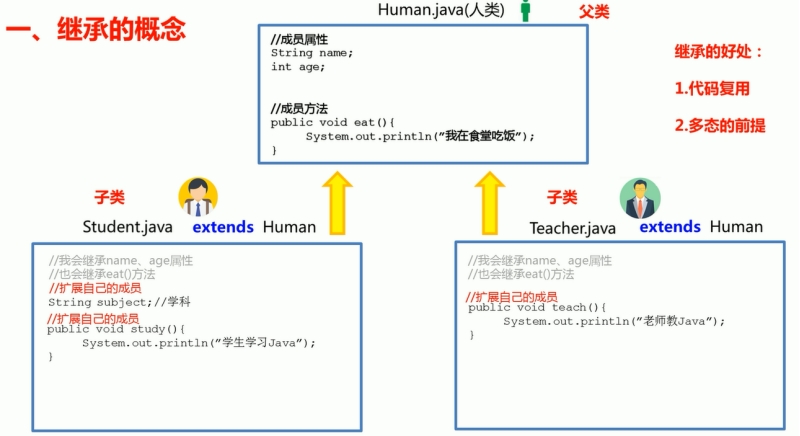 一、继承的概念
Human.java(人类)
父类
//成员属性
String name;
int age;
//成员方法
public void eat(){
System.out.println(”我在食堂吃饭”);
}
继承的好处：
1.代码复用
2.多态的前提
子类
Student.java extends Human
//我会继承name、age属性
//也会继承eat()方法
//扩展自己的成员
String subject;//学科
//扩展自己的成员
public void study(){
System.out.println(”学生学习Java”);
}
子类
Teacher.java extends Human
//我会继承name、age属性
//也会继承eat()方法
//扩展自己的成员
public void teach(){
System.out.println(”老师教Java”);
}